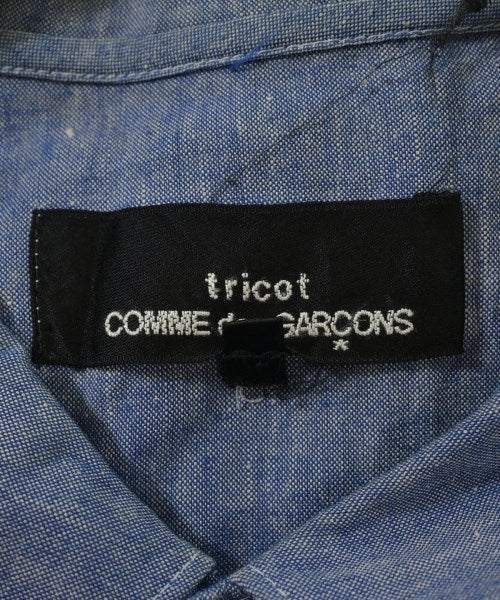 tricot
COMME des GARÇONS
*